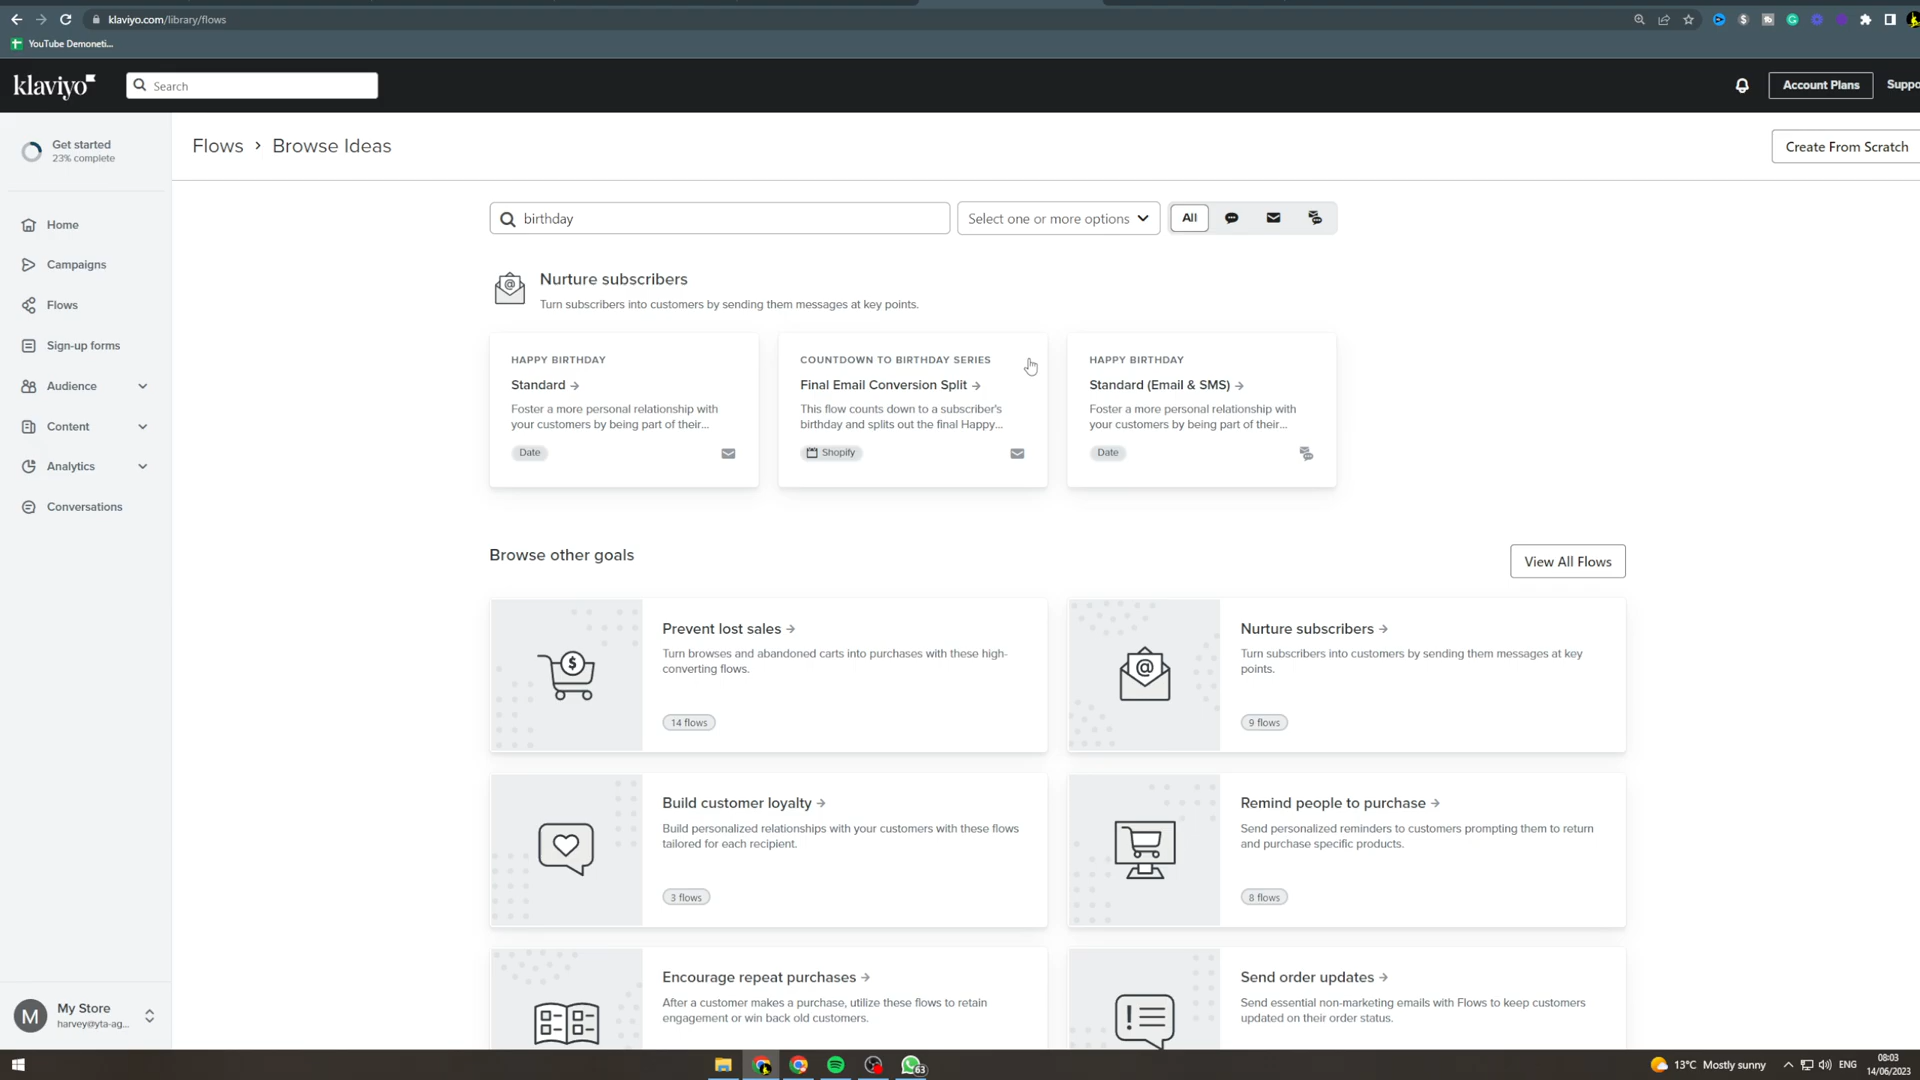 klaviyo.com/library/flows
YouTube Demoneti...
klaviyo
Search
Account Plans
Suppo
Get started
23% complete
Home
Campaigns
Flows
Sign-up forms
Audience
Content
Analytics
Conversations
Flows > Browse Ideas
Create From Scratch
birthday
Select one or more options
All
Nurture subscribers
Turn subscribers into customers by sending them messages at key points.
HAPPY BIRTHDAY
Standard →
Foster a more personal relationship with
your customers by being part of their...
Date
COUNTDOWN TO BIRTHDAY SERIES
Final Email Conversion Split →
This flow counts down to a subscriber's
birthday and splits out the final Happy...
Shopify
HAPPY BIRTHDAY
Standard (Email & SMS) →
Foster a more personal relationship with
your customers by being part of their...
Date
Browse other goals
View All Flows
Prevent lost sales →
Turn browses and abandoned carts into purchases with these high-
converting flows.
14 flows
Nurture subscribers →
Turn subscribers into customers by sending them messages at key
points.
9 flows
Build customer loyalty →
Build personalized relationships with your customers with these flows
tailored for each recipient.
3 flows
Remind people to purchase →
Send personalized reminders to customers prompting them to return
and purchase specific products.
8 flows
Encourage repeat purchases →
After a customer makes a purchase, utilize these flows to retain
engagement or win back old customers.
Send order updates →
Send essential non-marketing emails with Flows to keep customers
updated on their order status.
M
My Store
harvey@yta-ag...
63
13°C Mostly sunny
ENG
08:03
14/06/2023